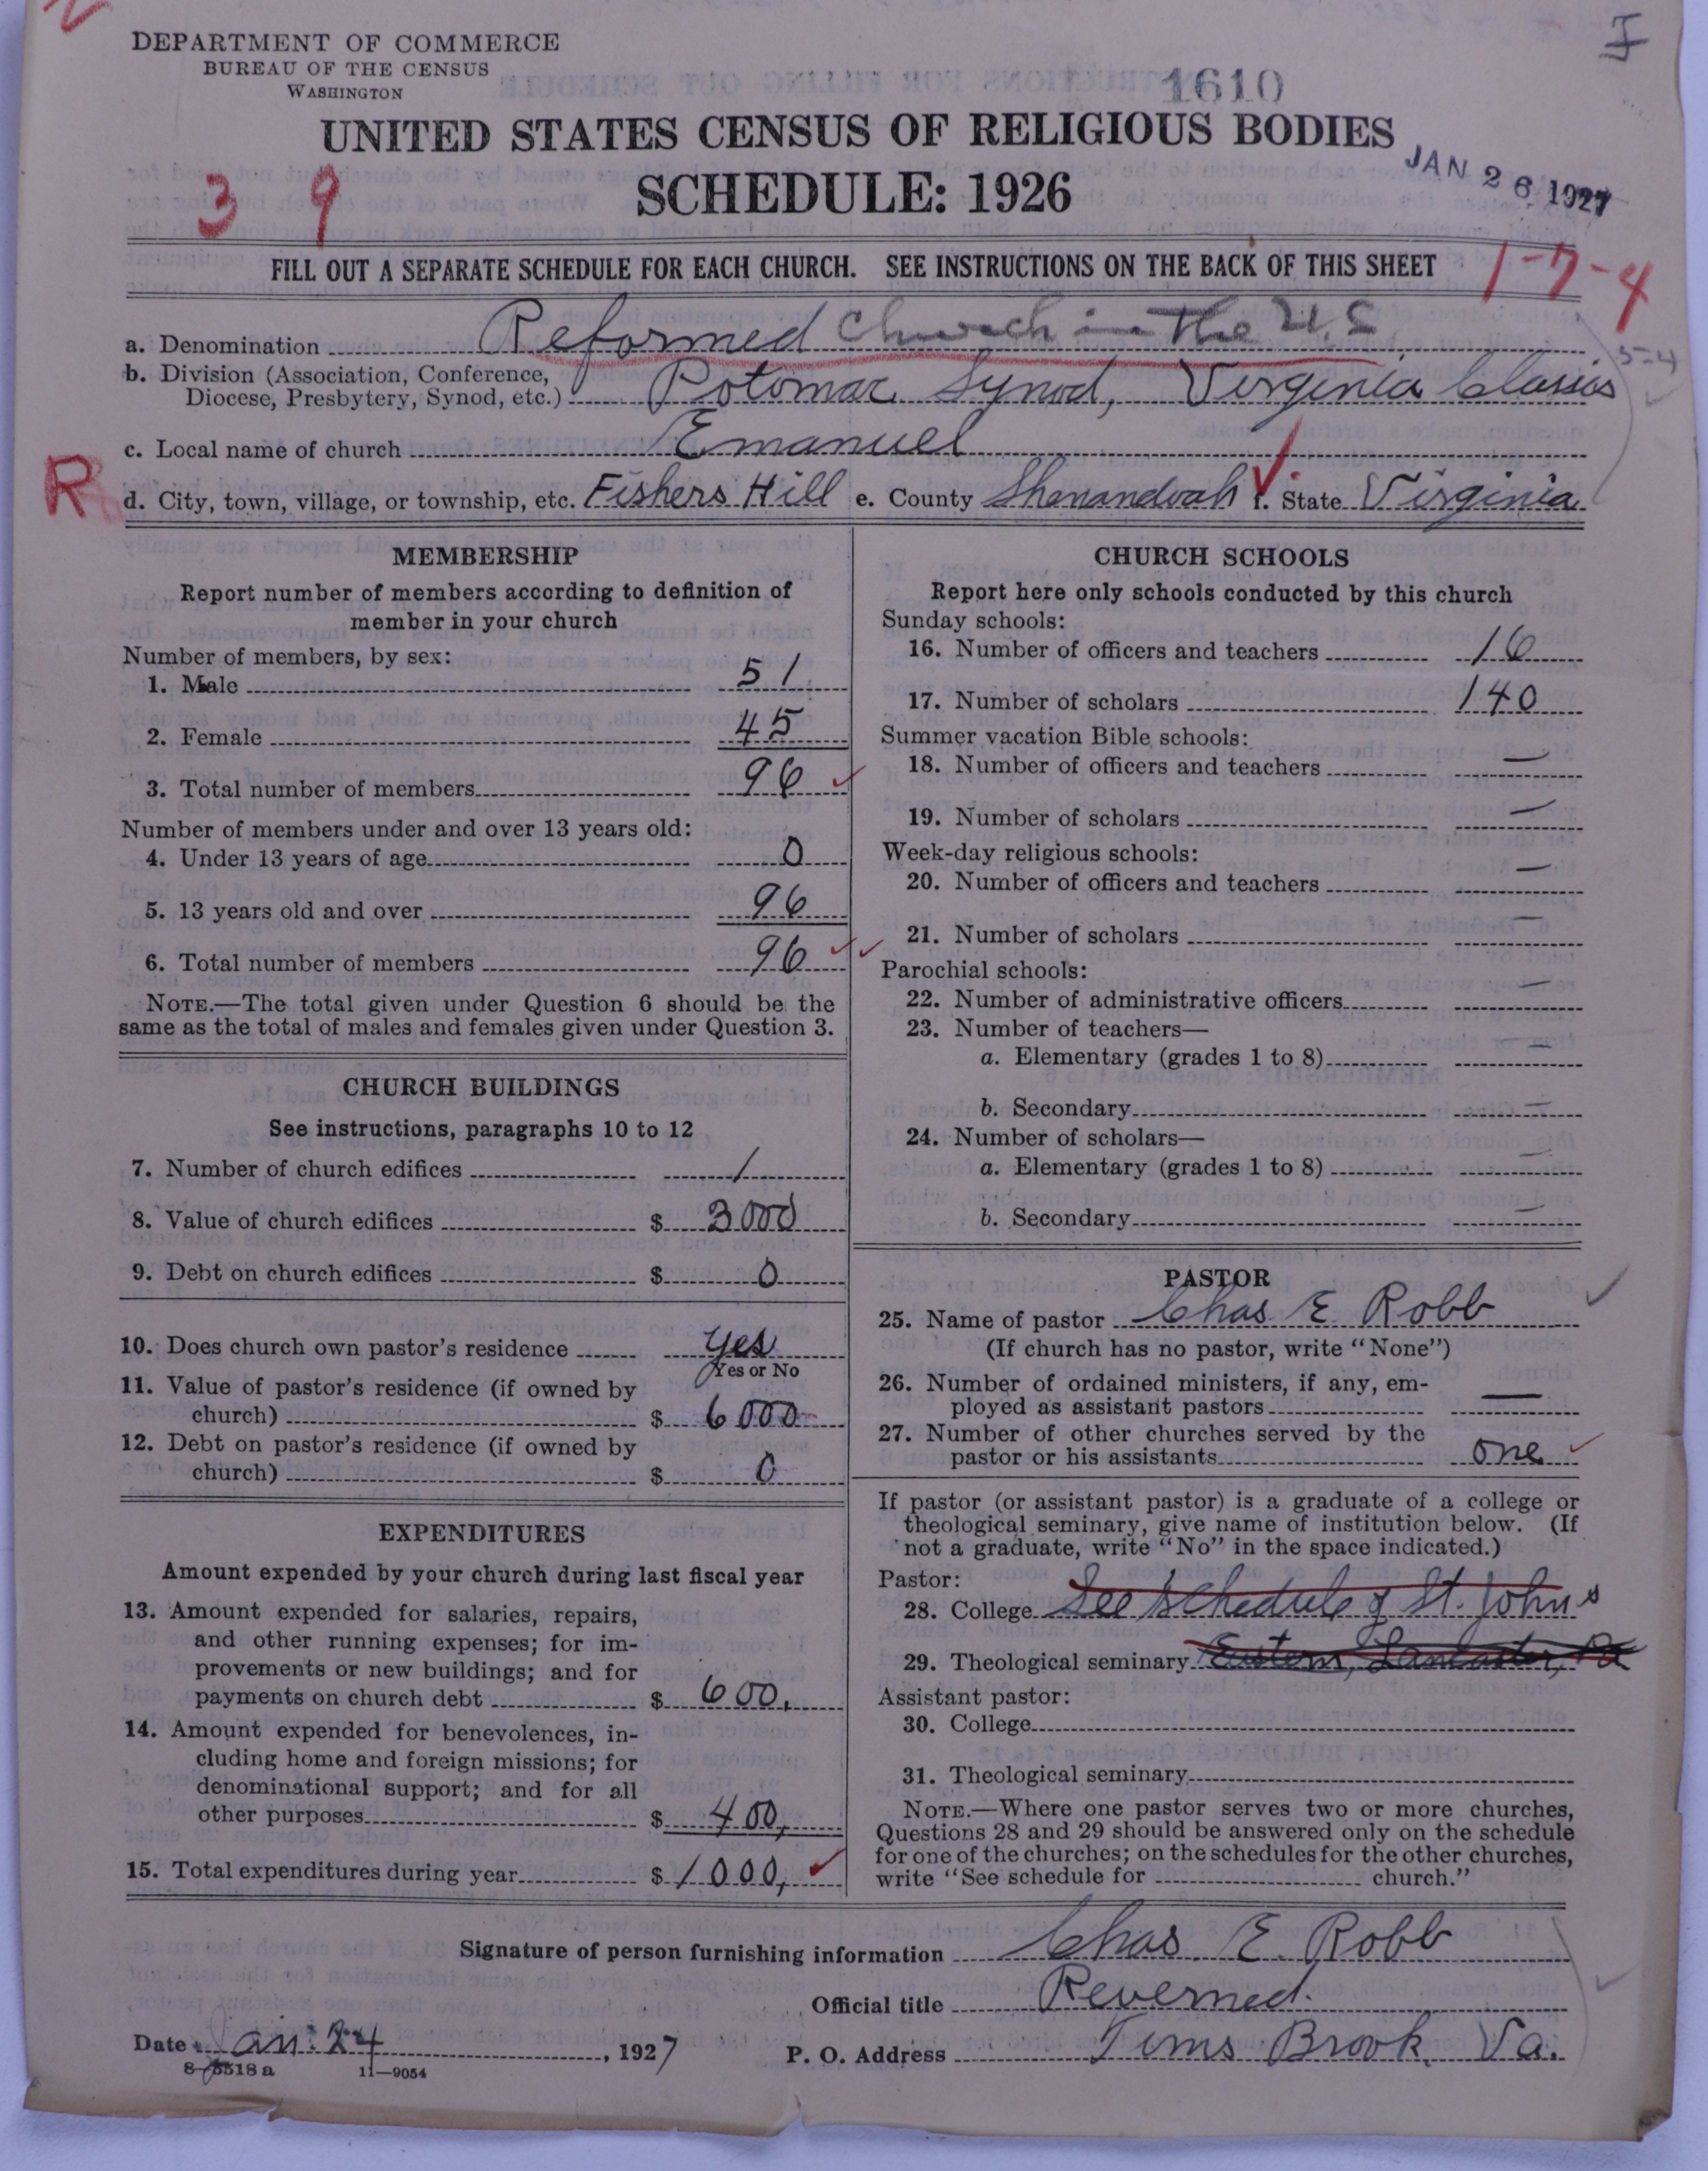 DEPARTMENT OF COMMERCE
BUREAU OF THE CENSUS
WASHINGTON
1610
UNITED STATES CENSUS OF RELIGIOUS BODIES
JAN 26 1927
3 9
SCHEDULE: 1926
FILL OUT A SEPARATE SCHEDULE FOR EACH CHURCH. SEE INSTRUCTIONS ON THE BACK OF THIS SHEET
1-7-4
a. Denomination Reformed Church in the U.S
5-4
b. Division (Association, Conference, Diocese, Presbytery, Synod, etc.) Potomac Synod, Virginia Classis
c. Local name of church Emanuel
R
d. City, town, village, or township, etc. Fishers Hill e. County Shenandoah f. State Virginia
MEMBERSHIP
Report number of members according to definition of
member in your church
Number of members, by sex:
1. Male 51
2. Female 45
3. Total number of members 96
Number of members under and over 13 years old:
4. Under 13 years of age 0
5. 13 years old and over 96
6. Total number of members 96
NOTE.—The total given under Question 6 should be the
same as the total of males and females given under Question 3.
CHURCH BUILDINGS
See instructions, paragraphs 10 to 12
7. Number of church edifices 1
8. Value of church edifices $ 3000
9. Debt on church edifices $ 0
10. Does church own pastor's residence yes
Yes or No
11. Value of pastor's residence (if owned by
church) $ 6000
12. Debt on pastor's residence (if owned by
church) $ 0
EXPENDITURES
Amount expended by your church during last fiscal year
13. Amount expended for salaries, repairs,
and other running expenses; for im-
provements or new buildings; and for
payments on church debt $ 600.
14. Amount expended for benevolences, in-
cluding home and foreign missions; for
denominational support; and for all
other purposes $ 400,
15. Total expenditures during year $ 1000,
CHURCH SCHOOLS
Report here only schools conducted by this church
Sunday schools:
16. Number of officers and teachers 16
17. Number of scholars 140
Summer vacation Bible schools:
18. Number of officers and teachers —
19. Number of scholars —
Week-day religious schools:
20. Number of officers and teachers —
21. Number of scholars —
Parochial schools:
22. Number of administrative officers —
23. Number of teachers—
a. Elementary (grades 1 to 8) —
b. Secondary —
24. Number of scholars—
a. Elementary (grades 1 to 8) —
b. Secondary —
PASTOR
25. Name of pastor Chas E Robb
(If church has no pastor, write "None")
26. Number of ordained ministers, if any, em-
ployed as assistant pastors —
27. Number of other churches served by the
pastor or his assistants one
If pastor (or assistant pastor) is a graduate of a college or
theological seminary, give name of institution below. (If
not a graduate, write "No" in the space indicated.)
Pastor:
28. College See schedule of St. Johns
29. Theological seminary Eastern, Lancaster, Pa
Assistant pastor:
30. College
31. Theological seminary
NOTE.—Where one pastor serves two or more churches,
Questions 28 and 29 should be answered only on the schedule
for one of the churches; on the schedules for the other churches,
write "See schedule for church."
Signature of person furnishing information Chas. E. Robb
Official title Reverned.
Date Jan. 24, 1927
P. O. Address Toms Brook, Va.
8-5518 a 11—9054